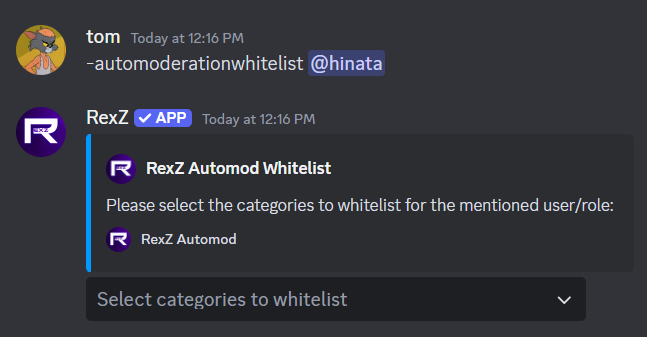 tom Today at 12:16 PM
-automoderationwhitelist @hinata
RexZ ✓ APP Today at 12:16 PM
RexZ Automod Whitelist
Please select the categories to whitelist for the mentioned user/role:
RexZ Automod
Select categories to whitelist